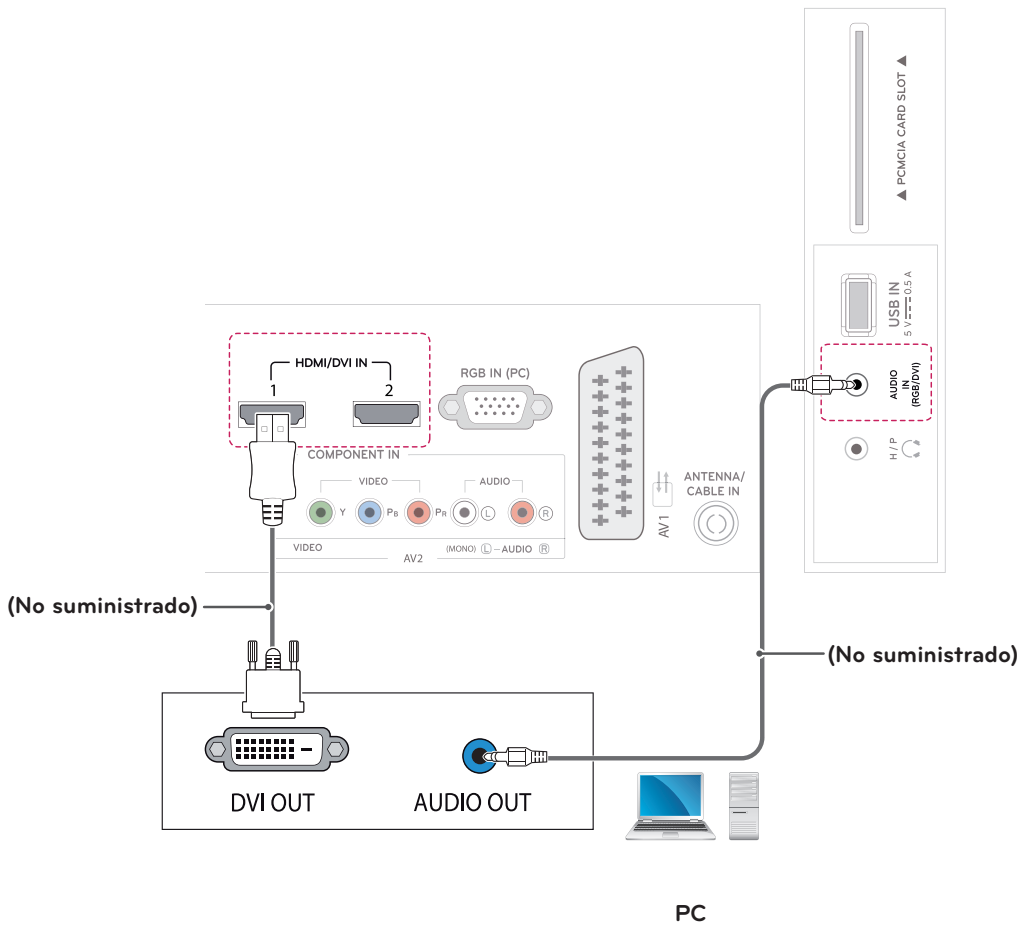 ▲ PCMCIA CARD SLOT ▲
USB IN
5 V 0.5 A
AUDIO
IN
(RGB/DVI)
H / P
HDMI/DVI IN
1
2
RGB IN (PC)
COMPONENT IN
VIDEO
AUDIO
Y
PB
PR
L
R
VIDEO
AV2
(MONO) L - AUDIO R
AV1
ANTENNA/
CABLE IN
(No suministrado)
(No suministrado)
DVI OUT
AUDIO OUT
PC